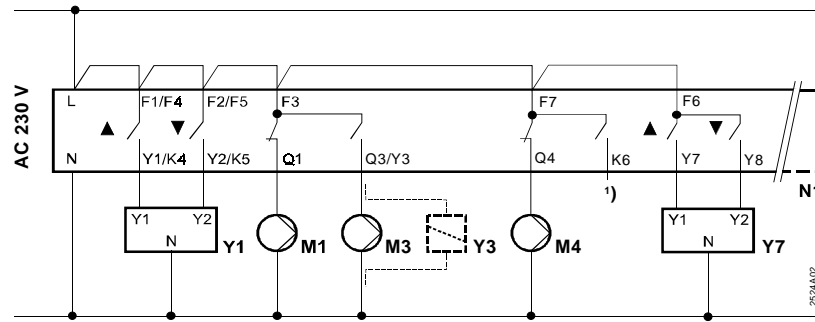 AC 230 V
L F1/F4 F2/F5 F3 F7 F6
▲ ▼ ▲ ▼
N Y1/K4 Y2/K5 Q1 Q3/Y3 Q4 K6 Y7 Y8
¹) N1
Y1 Y2 Y1 Y2
N Y1 M1 M3 Y3 M4 N Y7
2524A02